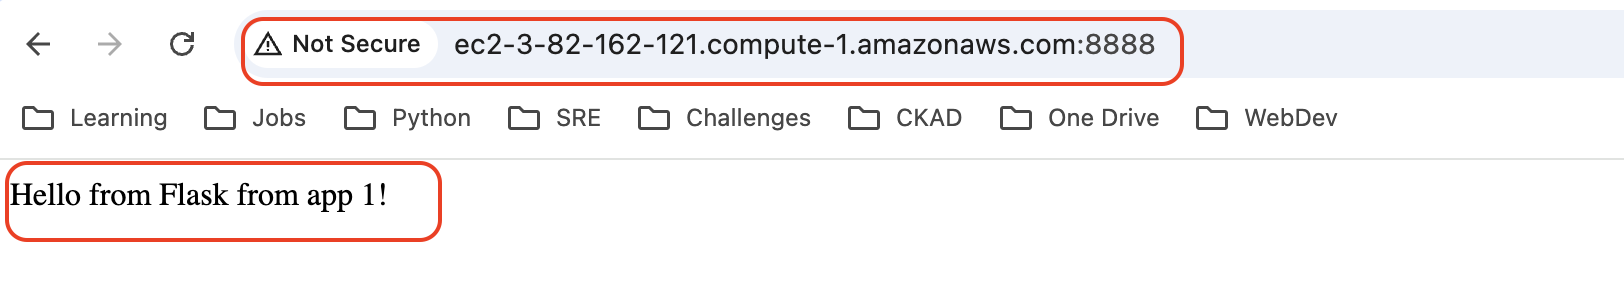 Not Secure ec2-3-82-162-121.compute-1.amazonaws.com:8888
Learning Jobs Python SRE Challenges CKAD One Drive WebDev
Hello from Flask from app 1!